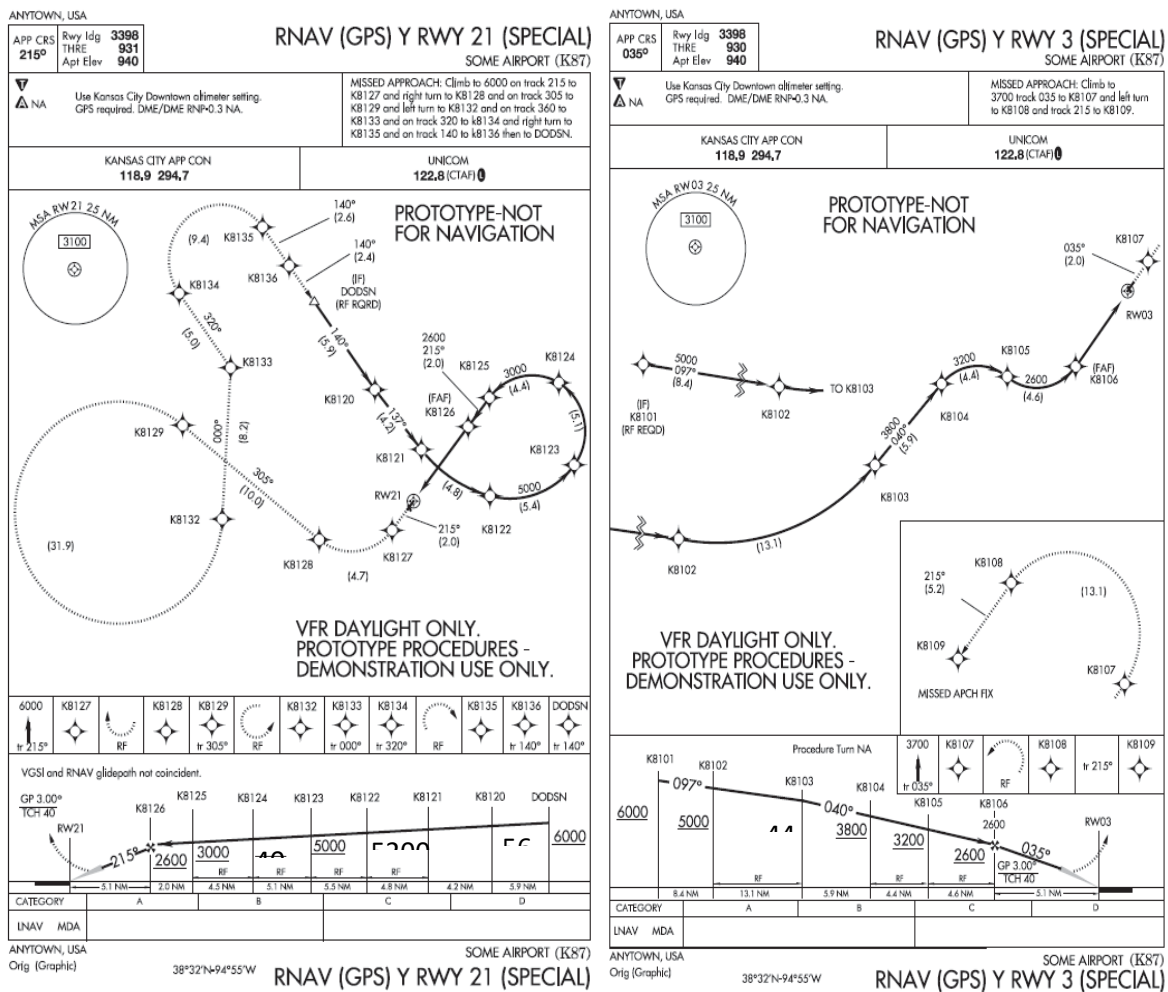 ANYTOWN, USA
APP CRS
215°
Rwy ldg 3398
THRE 931
Apt Elev 940
RNAV (GPS) Y RWY 21 (SPECIAL)
SOME AIRPORT (K87)
T
A NA
Use Kansas City Downtown altimeter setting.
GPS required. DME/DME RNP-0.3 NA.
MISSED APPROACH: Climb to 6000 on track 215 to
K8127 and right turn to K8128 and on track 305 to
K8129 and left turn to K8132 and on track 360 to
K8133 and on track 320 to k8134 and right turn to
K8135 and on track 140 to k8136 then to DODSN.
KANSAS CITY APP CON
118.9 294.7
UNICOM
122.8 (CTAF) L
MSA RW21 25 NM
3100
PROTOTYPE-NOT
FOR NAVIGATION
140°
(2.6)
K8135
(9.4)
140°
(2.4)
K8136
(IF)
DODSN
(RF RQRD)
K8134
320°
(5.0)
K8133
140°
(5.9)
2600
215°
(2.0)
K8125
K8124
3000
(4.4)
K8120
(FAF)
K8126
137°
(4.2)
(5.1)
K8129
000°
(8.2)
K8121
K8123
305°
(10.0)
(4.8)
5000
(5.4)
RW21
K8122
K8132
215°
(2.0)
(31.9)
K8127
K8128
(4.7)
VFR DAYLIGHT ONLY.
PROTOTYPE PROCEDURES -
DEMONSTRATION USE ONLY.
6000 K8127 K8128 K8129 K8132 K8133 K8134 K8135 K8136 DODSN
tr 215° RF tr 305° RF tr 000° tr 320° RF tr 140° tr 140°
VGSI and RNAV glidepath not coincident.
GP 3.00°
TCH 40
RW21
K8126 K8125 K8124 K8123 K8122 K8121 K8120 DODSN
215°
2600 3000 5000 6000
RF RF RF RF
5.1 NM 2.0 NM 4.5 NM 5.1 NM 5.5 NM 4.8 NM 4.2 NM 5.9 NM
CATEGORY A B C D
LNAV MDA
ANYTOWN, USA
Orig (Graphic)
38°32'N-94°55'W
SOME AIRPORT (K87)
RNAV (GPS) Y RWY 21 (SPECIAL)
ANYTOWN, USA
APP CRS
035°
Rwy ldg 3398
THRE 930
Apt Elev 940
RNAV (GPS) Y RWY 3 (SPECIAL)
SOME AIRPORT (K87)
T
A NA
Use Kansas City Downtown altimeter setting.
GPS required. DME/DME RNP-0.3 NA.
MISSED APPROACH: Climb to
3700 track 035 to K8107 and left turn
to K8108 and track 215 to K8109.
KANSAS CITY APP CON
118.9 294.7
UNICOM
122.8 (CTAF) L
MSA RW03 25 NM
3100
PROTOTYPE-NOT
FOR NAVIGATION
K8107
035°
(2.0)
RW03
5000
097°
(8.4)
(IF)
K8101
(RF REQD)
K8102
TO K8103
3200
(4.4)
K8105
(FAF)
K8106
2600
(4.6)
K8104
3800
040°
(5.9)
K8103
K8102
(13.1)
K8108
215°
(5.2)
(13.1)
K8109
K8107
MISSED APCH FIX
VFR DAYLIGHT ONLY.
PROTOTYPE PROCEDURES -
DEMONSTRATION USE ONLY.
Procedure Turn NA
3700 K8107 K8108 K8109
tr 035° RF tr 215°
K8101 K8102 K8103 K8104 K8105 K8106 RW03
097°
040°
2600
035°
6000 5000 3800 3200 2600
GP 3.00°
TCH 40
RF RF RF
8.4 NM 13.1 NM 5.9 NM 4.4 NM 4.6 NM 5.1 NM
CATEGORY A B C D
LNAV MDA
ANYTOWN, USA
Orig (Graphic)
38°32'N-94°55'W
SOME AIRPORT (K87)
RNAV (GPS) Y RWY 3 (SPECIAL)